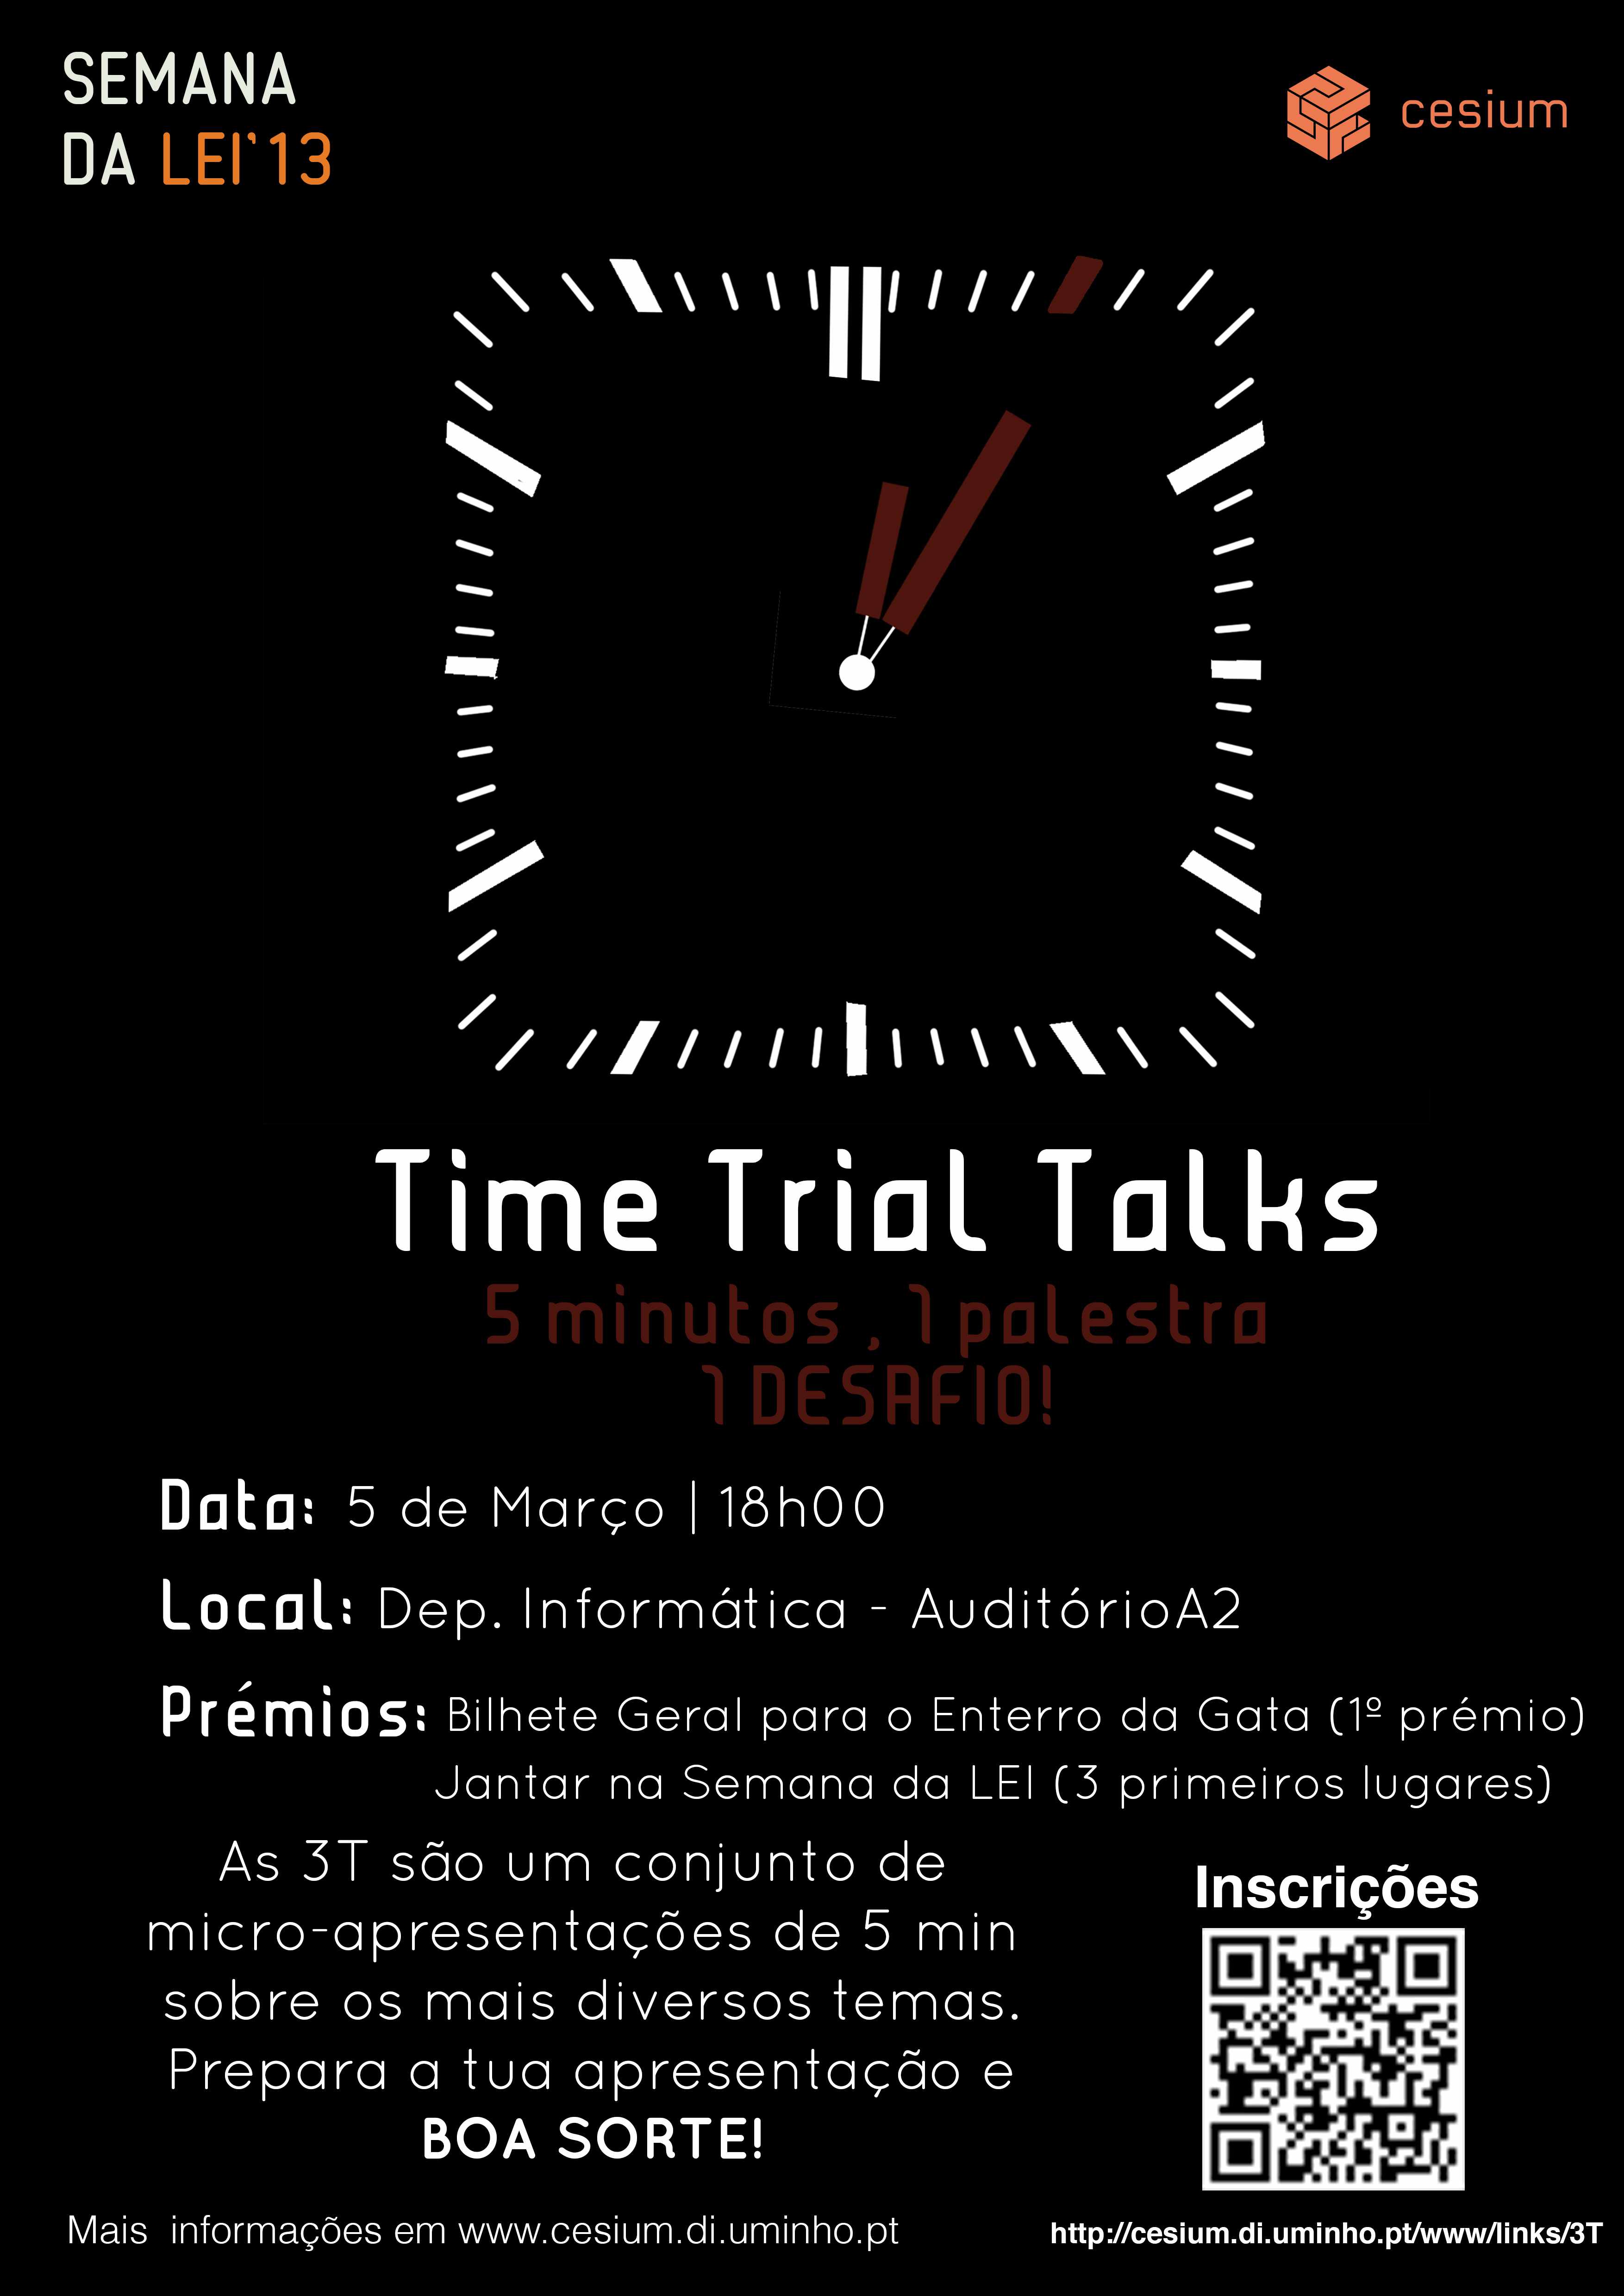 SEMANA
DA LEI'13
cesium
Time Trial Talks
5 minutos , 1 palestra
1 DESAFIO!
Data: 5 de Março | 18h00
Local: Dep. Informática - AuditórioA2
Prémios: Bilhete Geral para o Enterro da Gata (1º prémio)
Jantar na Semana da LEI (3 primeiros lugares)
As 3T são um conjunto de
micro-apresentações de 5 min
sobre os mais diversos temas.
Prepara a tua apresentação e
BOA SORTE!
Inscrições
Mais informações em www.cesium.di.uminho.pt
http://cesium.di.uminho.pt/www/links/3T